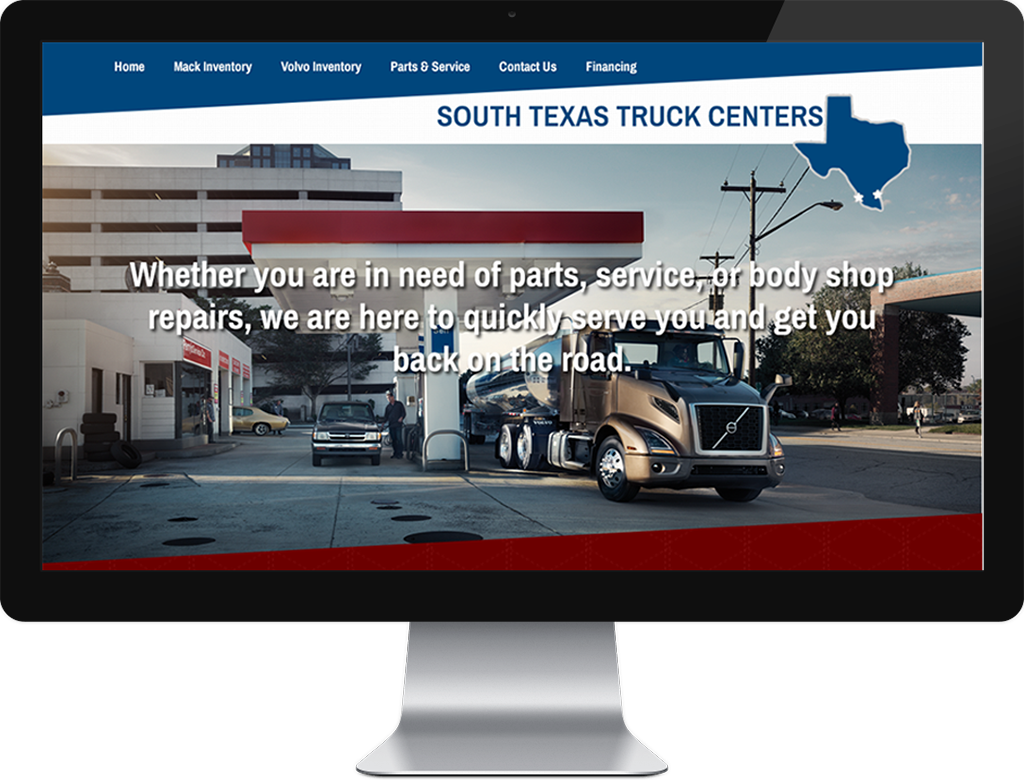 Home Mack Inventory Volvo Inventory Parts & Service Contact Us Financing
SOUTH TEXAS TRUCK CENTERS
Whether you are in need of parts, service, or body shop
repairs, we are here to quickly serve you and get you
back on the road.
VOLVO